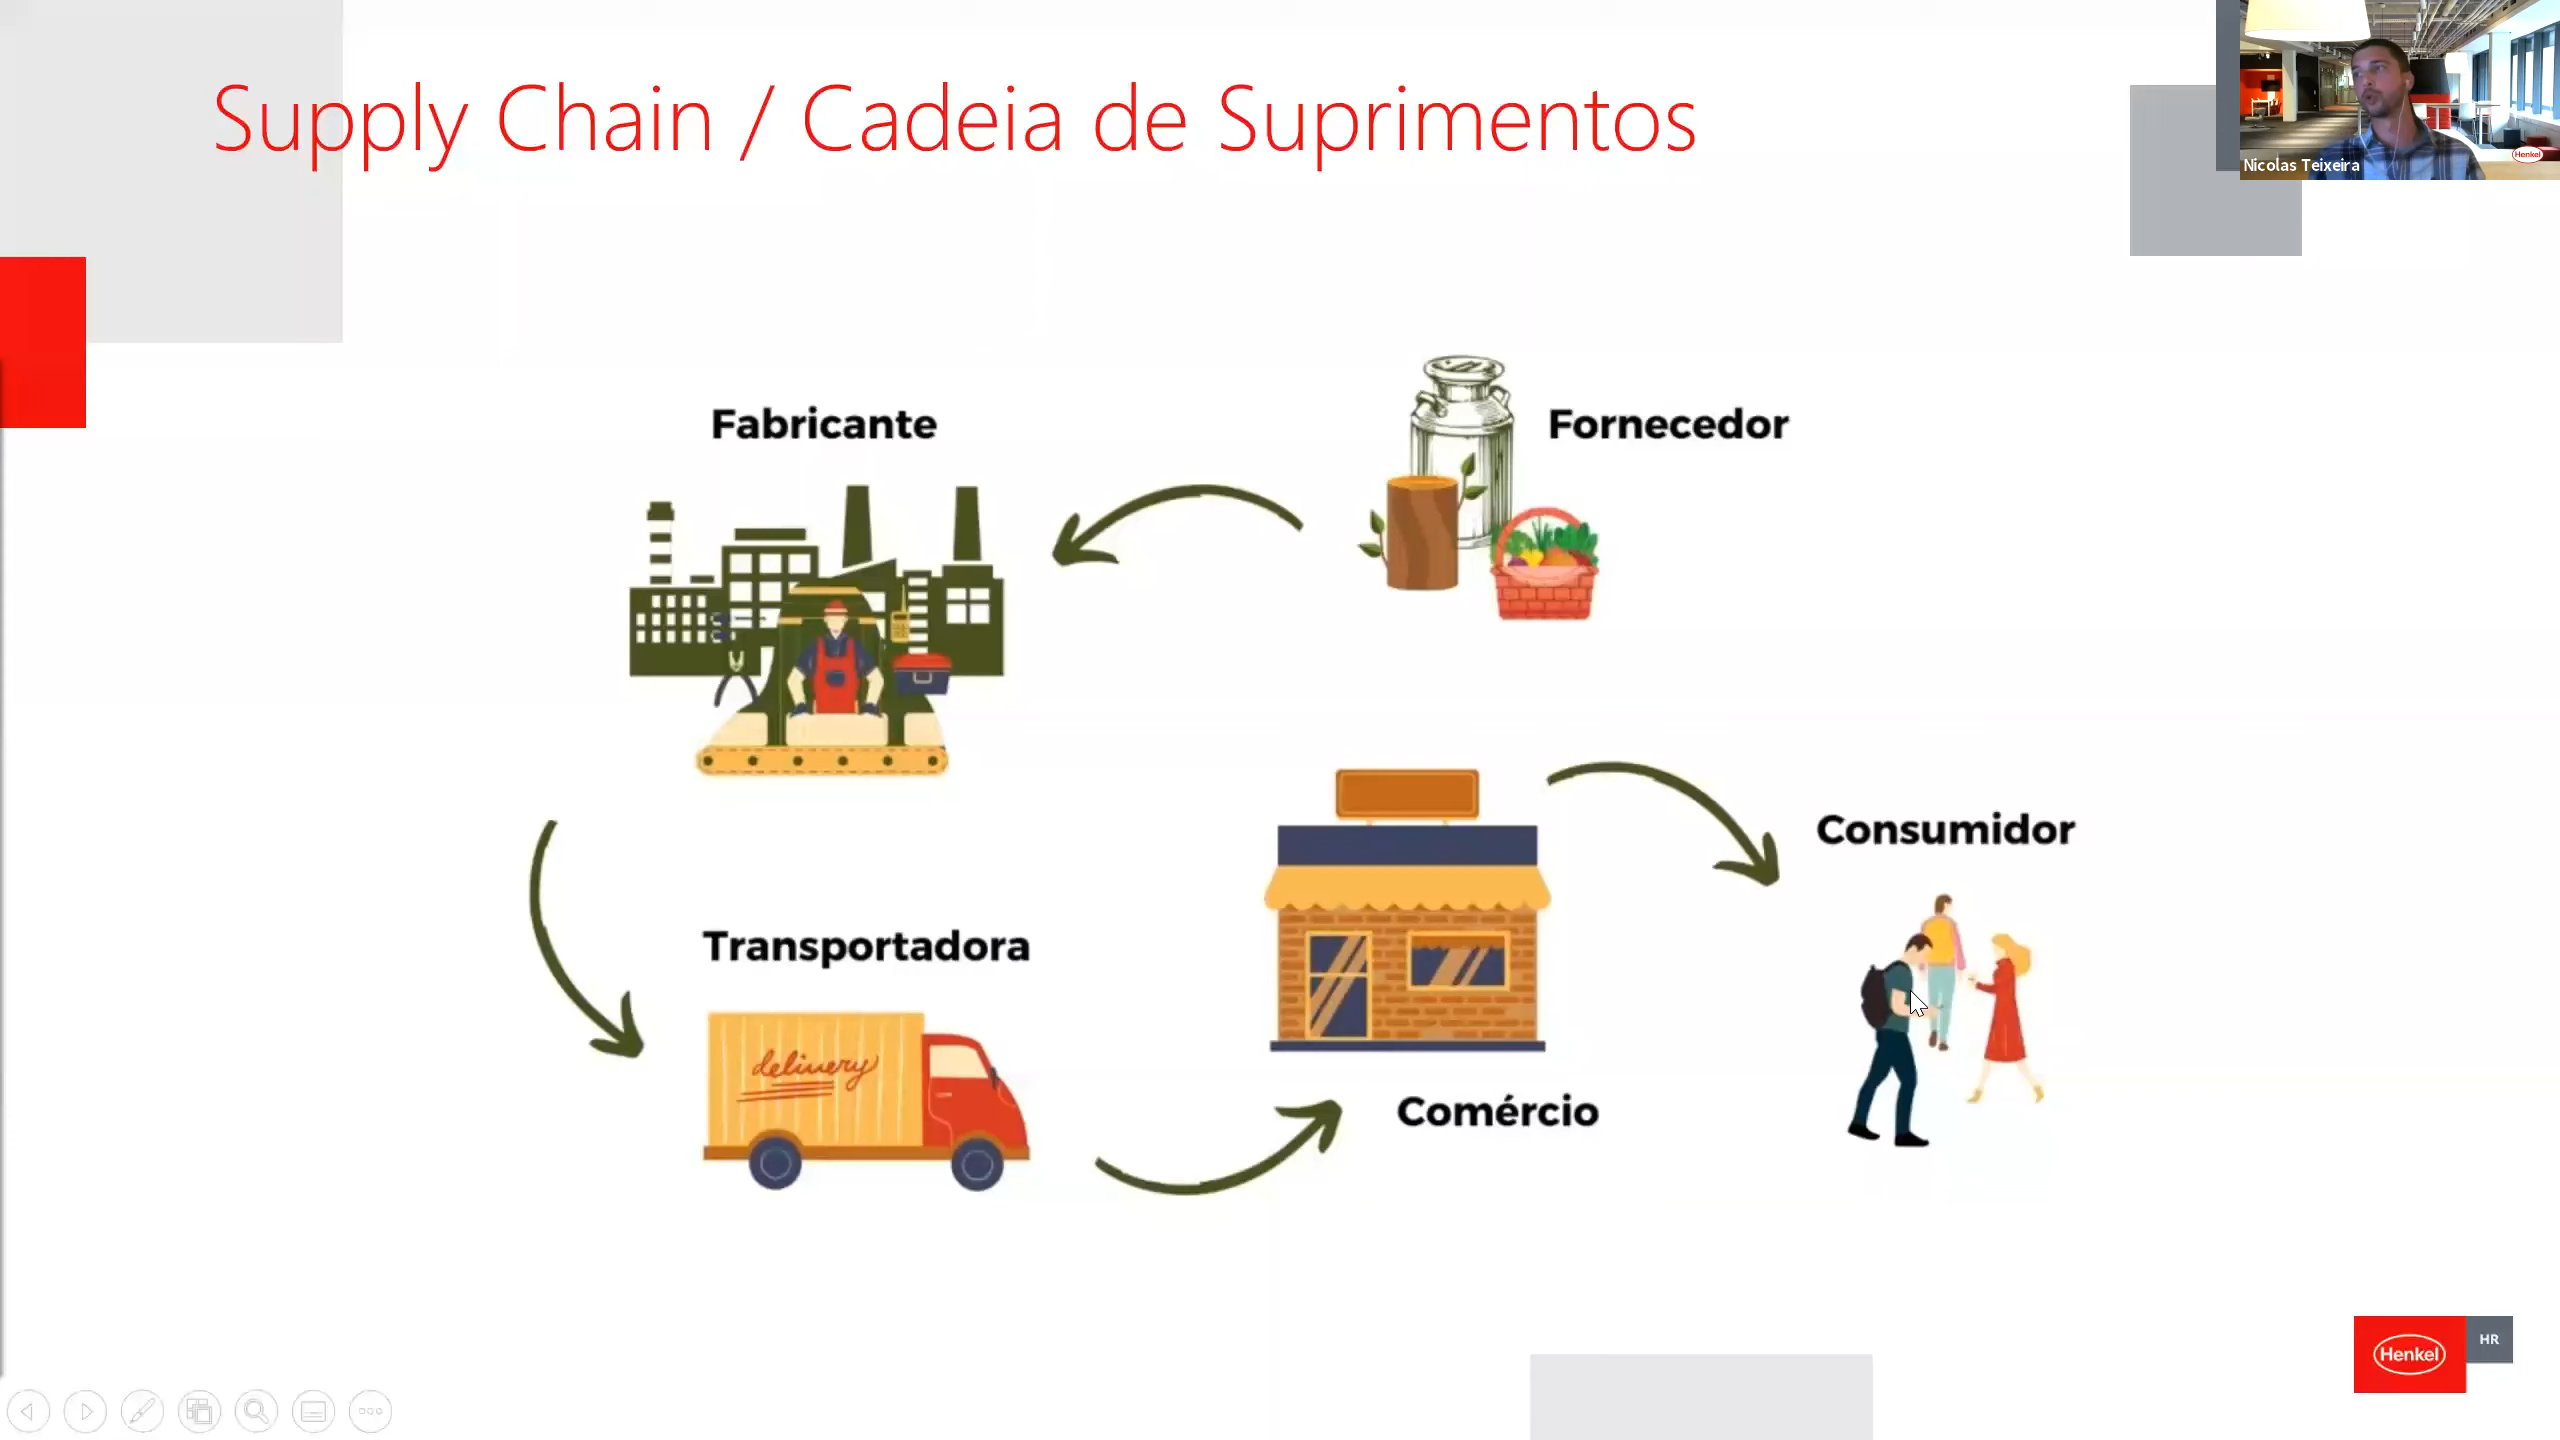 Supply Chain / Cadeia de Suprimentos
Nicolas Teixeira
Henkel
Fabricante
Fornecedor
Consumidor
Transportadora
delivery
Comércio
Henkel
HR